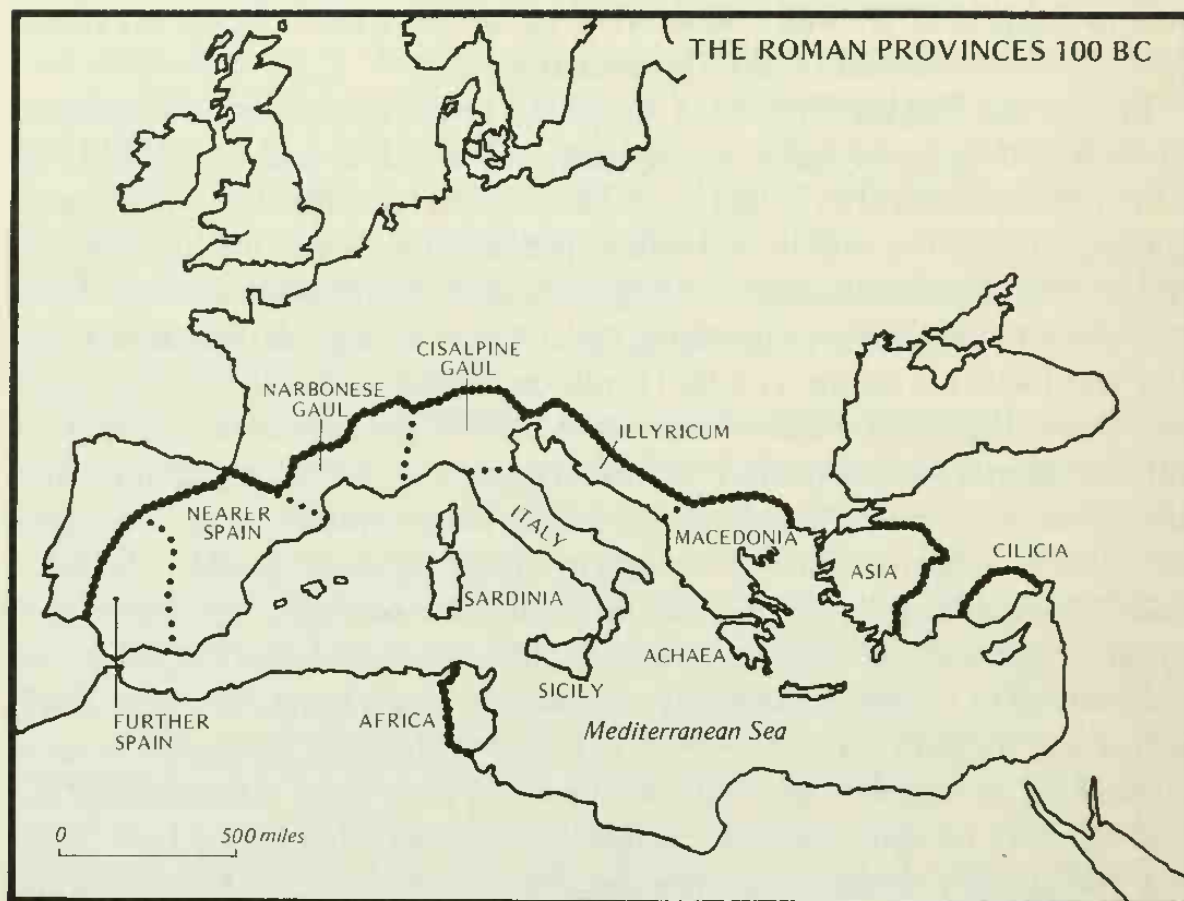 THE ROMAN PROVINCES 100 BC
CISALPINE
GAUL
NARBONESE
GAUL
ILLYRICUM
NEARER
SPAIN
ITALY
MACEDONIA
ASIA
CILICIA
SARDINIA
ACHAEA
SICILY
FURTHER
SPAIN
AFRICA
Mediterranean Sea
0 500 miles